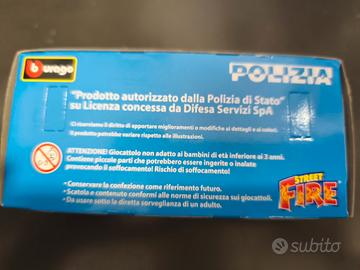 burago
POLIZIA
"Prodotto autorizzato dalla Polizia di Stato"
su Licenza concessa da Difesa Servizi SpA
Ci riserviamo il diritto di apportare miglioramenti o modifiche ai dettagli e ai colori.
Il prodotto potrebbe variare rispetto alle illustrazioni.
ATTENZIONE! Giocattolo non adatto ai bambini di età inferiore ai 3 anni.
Contiene piccole parti che potrebbero essere ingerite o inalate
provocando il soffocamento! Rischio di soffocamento!
• Conservare la confezione come riferimento futuro.
• Scatola e contenuto conformi alle norme di sicurezza sui giocattoli.
• Da usare sotto la diretta sorveglianza di un adulto.
STREET
FIRE
subito